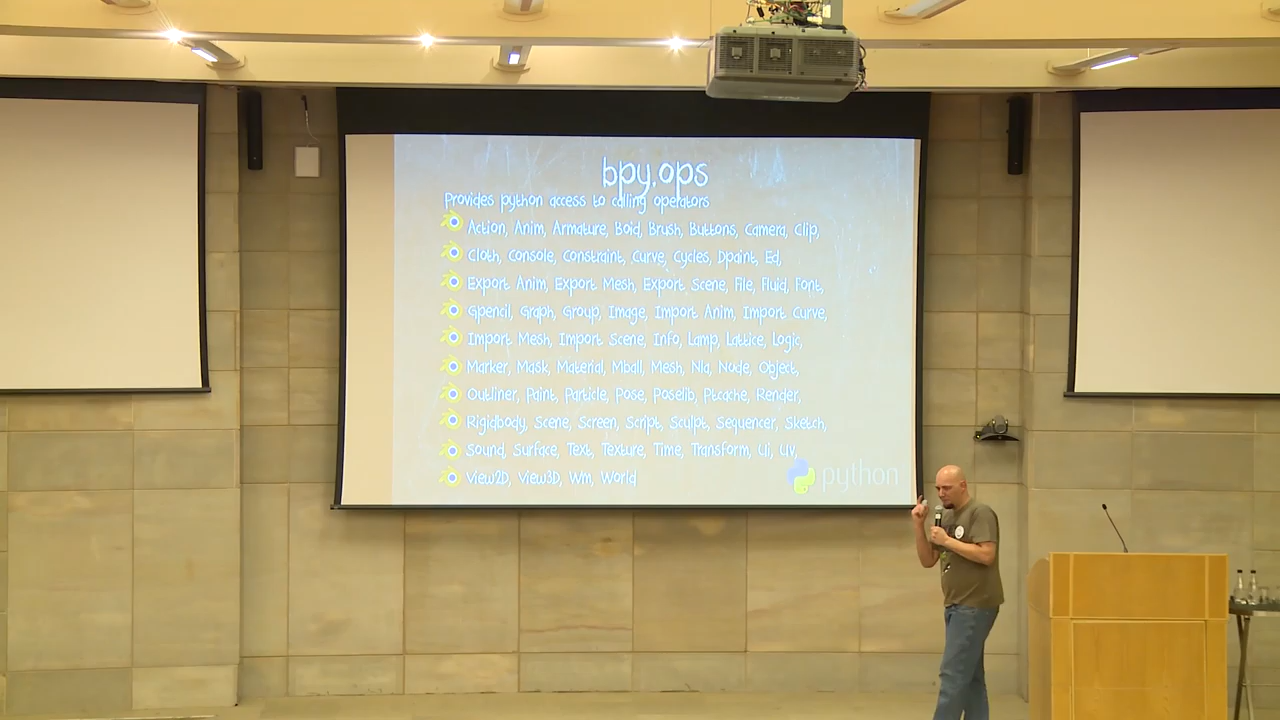 bpy.ops
Provides python access to calling operators
Action, Anim, Armature, Boid, Brush, Buttons, Camera, Clip,
Cloth, Console, Constraint, Curve, Cycles, Dpaint, Ed,
Export Anim, Export Mesh, Export Scene, File, Fluid, Font,
Gpencil, Graph, Group, Image, Import Anim, Import Curve,
Import Mesh, Import Scene, Info, Lamp, Lattice, Logic,
Marker, Mask, Material, Mball, Mesh, Nla, Node, Object,
Outliner, Paint, Particle, Pose, Poselib, Ptcache, Render,
Rigidbody, Scene, Screen, Script, Sculpt, Sequencer, Sketch,
Sound, Surface, Text, Texture, Time, Transform, Ui, Uv,
View2D, View3D, Wm, World
python